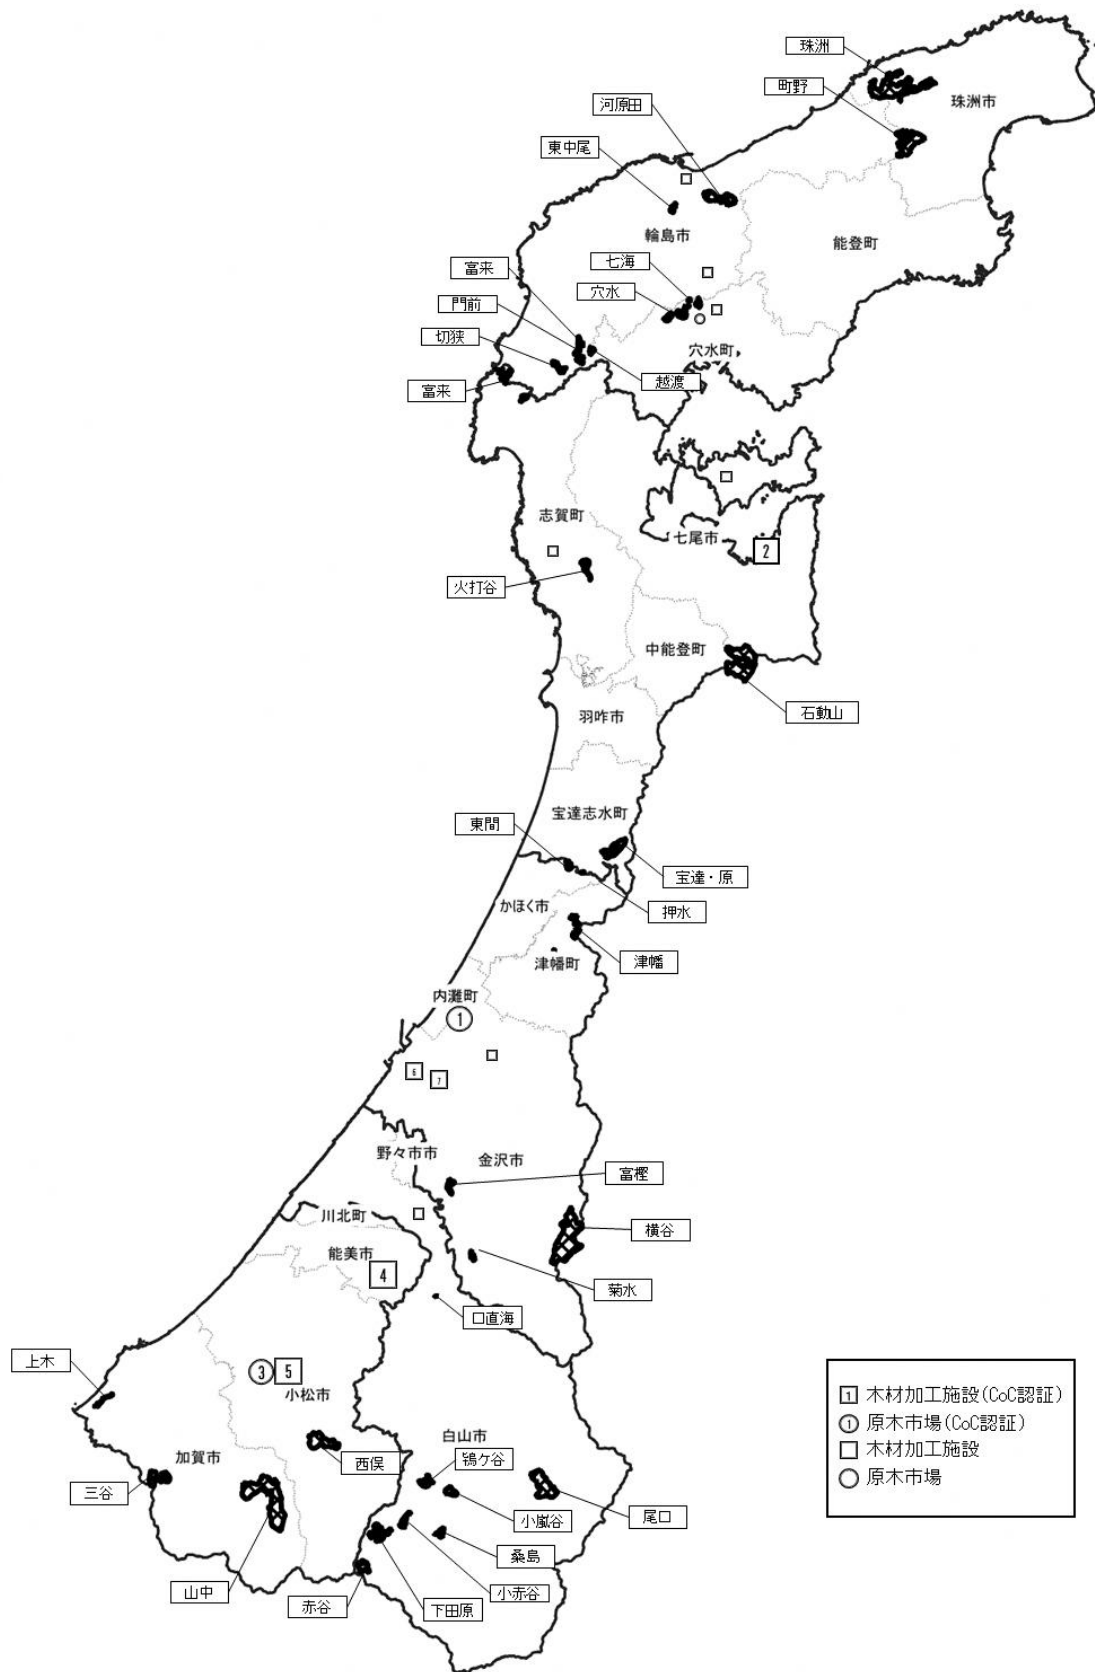 珠洲
町野
珠洲市
河原田
東中尾
輪島市
能登町
富来
七海
門前
穴水
切狭
穴水町
富来
越渡
志賀町
七尾市
2
火打谷
中能登町
石動山
羽咋市
宝達志水町
東間
宝達・原
かほく市
押水
津幡町
津幡
内灘町
1
6
7
野々市市
金沢市
富樫
川北町
横谷
能美市
4
菊水
口直海
上木
3
5
小松市
白山市
加賀市
西俣
鴇ケ谷
三谷
小嵐谷
尾口
桑島
山中
小赤谷
赤谷
下田原
1 木材加工施設(CoC認証)
1 原木市場(CoC認証)
木材加工施設
原木市場